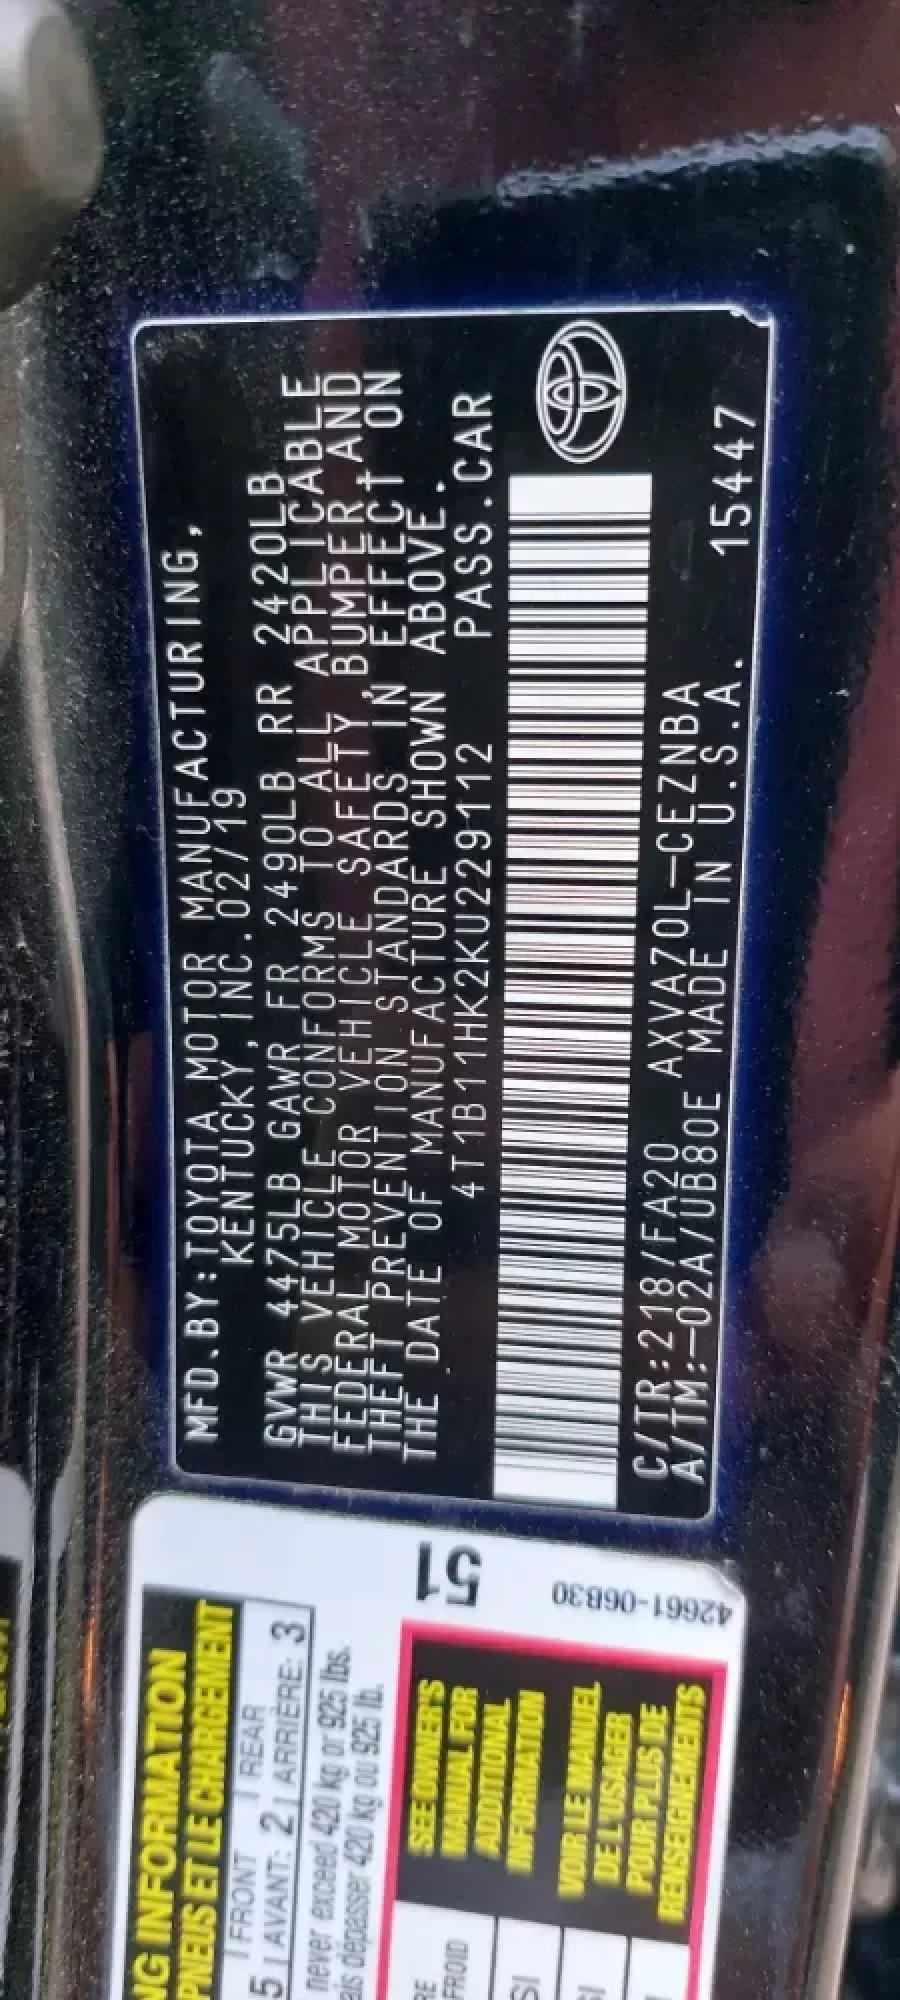 MFD.BY:TOYOTA MOTOR MANUFACTURING,
KENTUCKY, INC. 02/19
GVWR 4475LB GAWR FR 2490LB RR 2420LB
THIS VEHICLE CONFORMS TO ALL APPLICABLE
FEDERAL MOTOR VEHICLE SAFETY,BUMPER AND
THEFT PREVENTION STANDARDS IN EFFECT ON
THE DATE OF MANUFACTURE SHOWN ABOVE.
4T1B11HK2KU229112 PASS.CAR
C/TR:218/FA20 AXVA70L-CEZNBA
A/TM:-02A/UB80E MADE IN U.S.A. 15447
51
42661-06B30
NG INFORMATION
PNEUS ET LE CHARGEMENT
FRONT REAR
5 AVANT: 2 ARRIÈRE: 3
never exceed 420 kg or 925 lbs.
ais dépasser 420 kg ou 925 lb.
SEE OWNER'S
MANUAL FOR
ADDITIONAL
INFORMATION
VOIR LE MANUEL
DE L'USAGER
POUR PLUS DE
RENSEIGNEMENTS
RE
FROID
SI